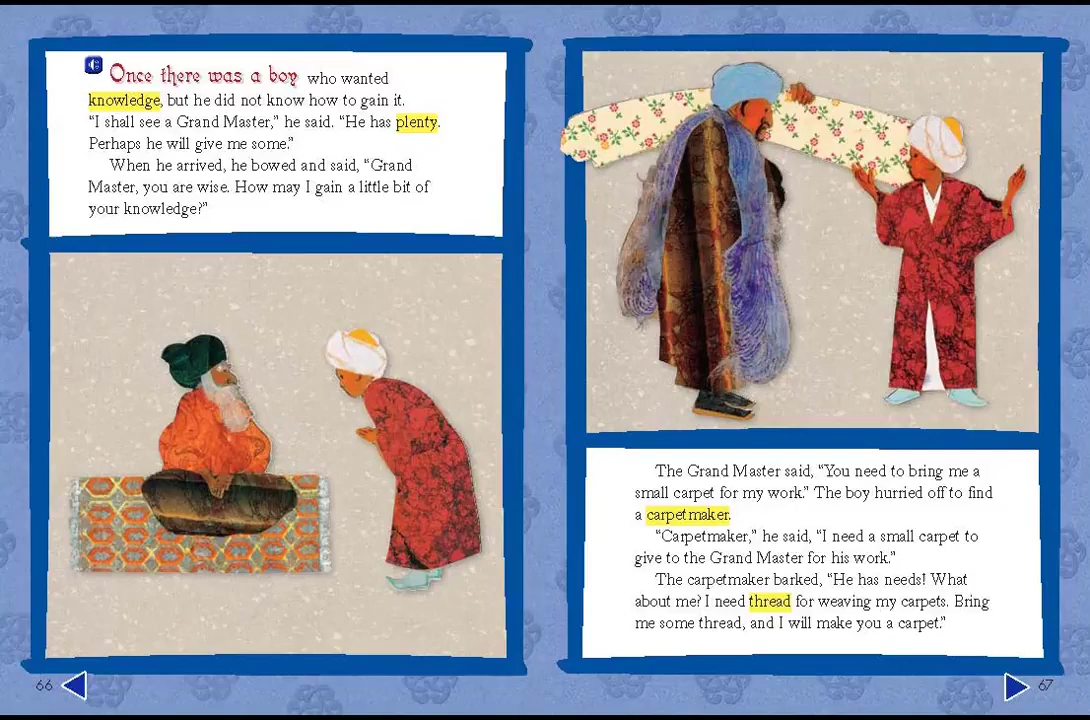 Once there was a boy who wanted
knowledge, but he did not know how to gain it.
“I shall see a Grand Master,” he said. “He has plenty.
Perhaps he will give me some.”
When he arrived, he bowed and said, “Grand
Master, you are wise. How may I gain a little bit of
your knowledge?”
66
The Grand Master said, “You need to bring me a
small carpet for my work.” The boy hurried off to find
a carpetmaker.
“Carpetmaker,” he said, “I need a small carpet to
give to the Grand Master for his work.”
The carpetmaker barked, “He has needs! What
about me? I need thread for weaving my carpets. Bring
me some thread, and I will make you a carpet.”
67